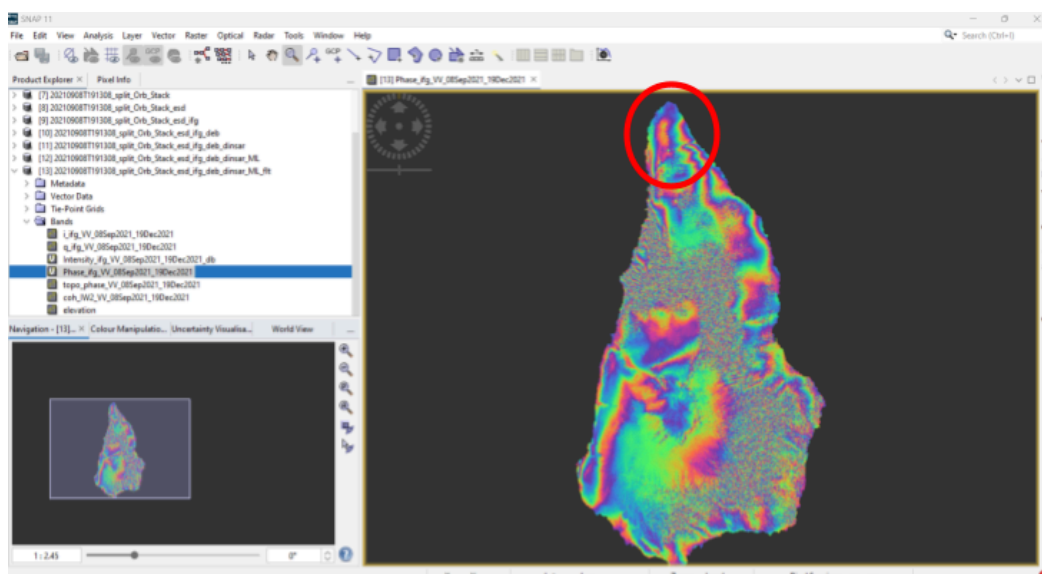 SNAP 11
File Edit View Analysis Layer Vector Raster Optical Radar Tools Window Help
Search (Ctrl+I)
GCP
Product Explorer × Pixel Info
[13] Phase_ifg_VV_08Sep2021_19Dec2021 ×
[7] 20210908T191308_split_Orb_Stack
[8] 20210908T191308_split_Orb_Stack_esd
[9] 20210908T191308_split_Orb_Stack_esd_ifg
[10] 20210908T191308_split_Orb_Stack_esd_ifg_deb
[11] 20210908T191308_split_Orb_Stack_esd_ifg_deb_dinsar
[12] 20210908T191308_split_Orb_Stack_esd_ifg_deb_dinsar_ML
[13] 20210908T191308_split_Orb_Stack_esd_ifg_deb_dinsar_ML_flt
Metadata
Vector Data
Tie-Point Grids
Bands
i_ifg_VV_08Sep2021_19Dec2021
q_ifg_VV_08Sep2021_19Dec2021
Intensity_ifg_VV_08Sep2021_19Dec2021_db
Phase_ifg_VV_08Sep2021_19Dec2021
topo_phase_VV_08Sep2021_19Dec2021
coh_IW2_VV_08Sep2021_19Dec2021
elevation
Navigation - [13]... × Colour Manipulatio... Uncertainty Visualisa... World View
1 : 2.45
0°